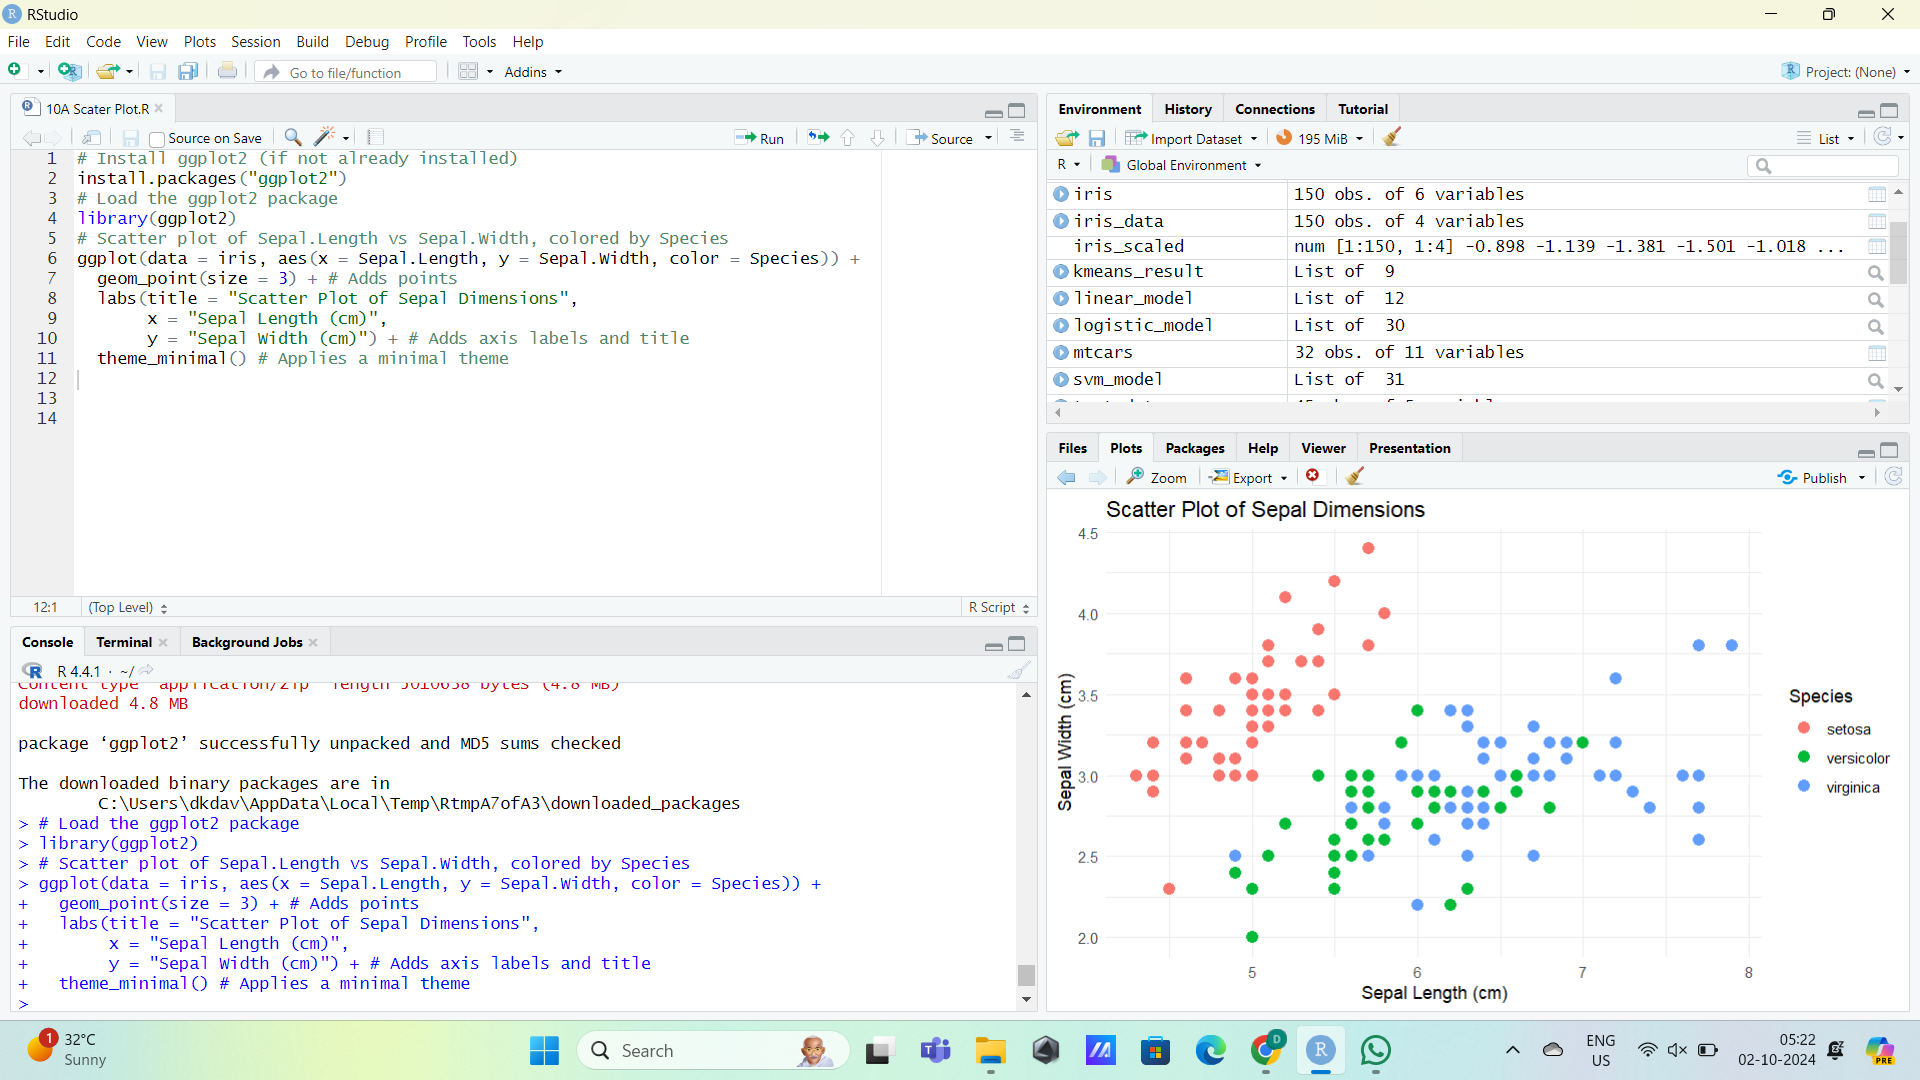 RStudio
File Edit Code View Plots Session Build Debug Profile Tools Help
Go to file/function Addins Project: (None)
10A Scater Plot.R
Source on Save Run Source
1 # Install ggplot2 (if not already installed)
2 install.packages("ggplot2")
3 # Load the ggplot2 package
4 library(ggplot2)
5 # Scatter plot of Sepal.Length vs Sepal.Width, colored by Species
6 ggplot(data = iris, aes(x = Sepal.Length, y = Sepal.Width, color = Species)) +
7 geom_point(size = 3) + # Adds points
8 labs(title = "Scatter Plot of Sepal Dimensions",
9 x = "Sepal Length (cm)",
10 y = "Sepal Width (cm)") + # Adds axis labels and title
11 theme_minimal() # Applies a minimal theme
12
13
14
12:1 (Top Level) R Script
Console Terminal Background Jobs
R 4.4.1 · ~/
Content type 'application/zip' length 5010638 bytes (4.8 MB)
downloaded 4.8 MB
package ‘ggplot2’ successfully unpacked and MD5 sums checked
The downloaded binary packages are in
C:\Users\dkdav\AppData\Local\Temp\RtmpA7ofA3\downloaded_packages
> # Load the ggplot2 package
> library(ggplot2)
> # Scatter plot of Sepal.Length vs Sepal.Width, colored by Species
> ggplot(data = iris, aes(x = Sepal.Length, y = Sepal.Width, color = Species)) +
+ geom_point(size = 3) + # Adds points
+ labs(title = "Scatter Plot of Sepal Dimensions",
+ x = "Sepal Length (cm)",
+ y = "Sepal Width (cm)") + # Adds axis labels and title
+ theme_minimal() # Applies a minimal theme
>
Environment History Connections Tutorial
Import Dataset 195 MiB List
R Global Environment
iris 150 obs. of 6 variables
iris_data 150 obs. of 4 variables
iris_scaled num [1:150, 1:4] -0.898 -1.139 -1.381 -1.501 -1.018 ...
kmeans_result List of 9
linear_model List of 12
logistic_model List of 30
mtcars 32 obs. of 11 variables
svm_model List of 31
Files Plots Packages Help Viewer Presentation
Zoom Export Publish
Scatter Plot of Sepal Dimensions
4.5
4.0
3.5
3.0
2.5
2.0
Sepal Width (cm)
5 6 7 8
Sepal Length (cm)
Species
setosa
versicolor
virginica
1 32°C
Sunny
Search
D
R
PRE
ENG
US
05:22
02-10-2024